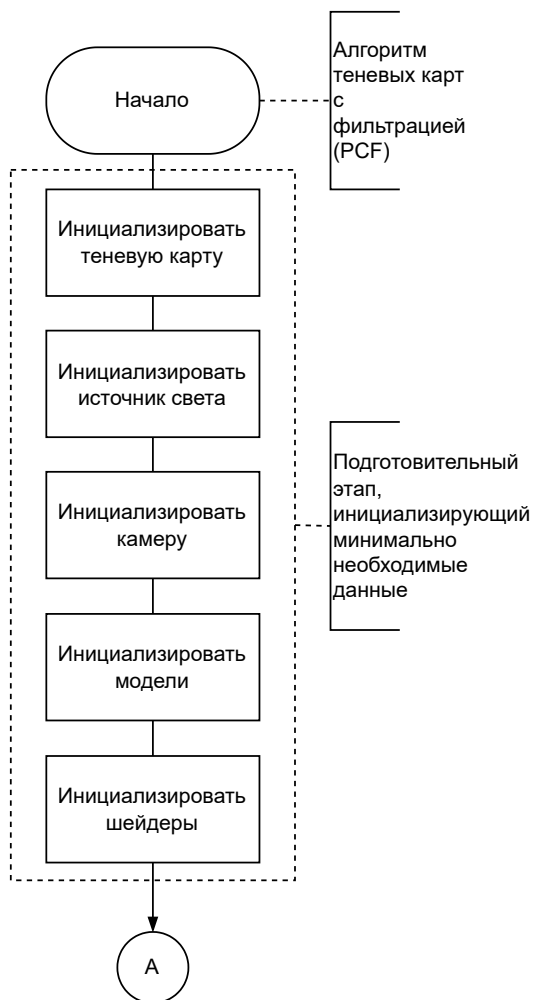 Начало
Алгоритм
теневых карт
с
фильтрацией
(PCF)
Инициализировать
теневую карту
Инициализировать
источник света
Инициализировать
камеру
Подготовительный
этап,
инициализирующий
минимально
необходимые
данные
Инициализировать
модели
Инициализировать
шейдеры
А